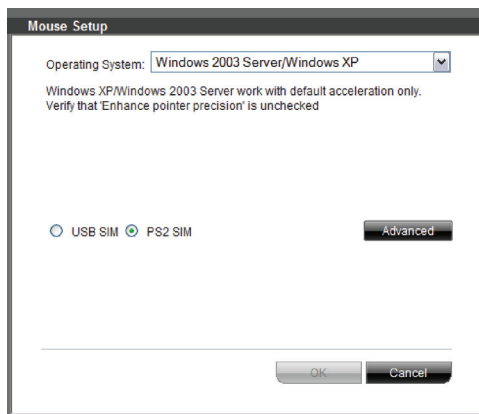 Mouse Setup
Operating System: Windows 2003 Server/Windows XP
Windows XP/Windows 2003 Server work with default acceleration only.
Verify that 'Enhance pointer precision' is unchecked
USB SIM PS2 SIM Advanced
OK Cancel